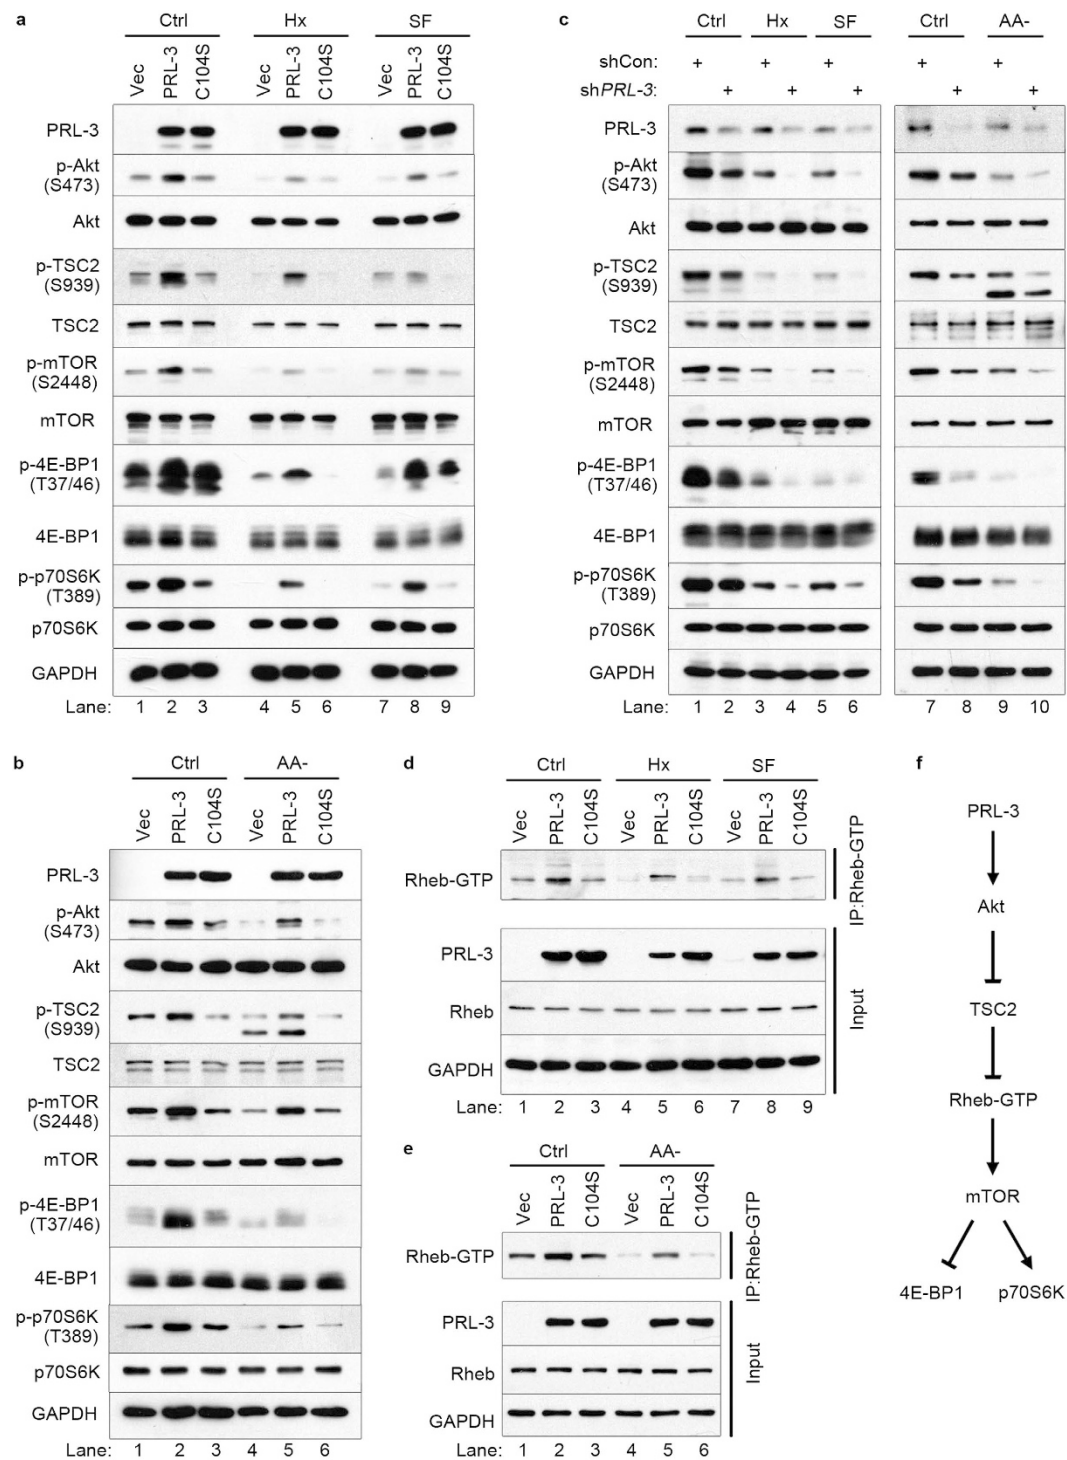 a
Ctrl Hx SF
Vec PRL-3 C104S Vec PRL-3 C104S Vec PRL-3 C104S
PRL-3
p-Akt
(S473)
Akt
p-TSC2
(S939)
TSC2
p-mTOR
(S2448)
mTOR
p-4E-BP1
(T37/46)
4E-BP1
p-p70S6K
(T389)
p70S6K
GAPDH
Lane: 1 2 3 4 5 6 7 8 9
c
Ctrl Hx SF Ctrl AA-
shCon: + + + + +
shPRL-3: + + + + +
PRL-3
p-Akt
(S473)
Akt
p-TSC2
(S939)
TSC2
p-mTOR
(S2448)
mTOR
p-4E-BP1
(T37/46)
4E-BP1
p-p70S6K
(T389)
p70S6K
GAPDH
Lane: 1 2 3 4 5 6 7 8 9 10
b
Ctrl AA-
Vec PRL-3 C104S Vec PRL-3 C104S
PRL-3
p-Akt
(S473)
Akt
p-TSC2
(S939)
TSC2
p-mTOR
(S2448)
mTOR
p-4E-BP1
(T37/46)
4E-BP1
p-p70S6K
(T389)
p70S6K
GAPDH
Lane: 1 2 3 4 5 6
d
Ctrl Hx SF
Vec PRL-3 C104S Vec PRL-3 C104S Vec PRL-3 C104S
Rheb-GTP
IP:Rheb-GTP
PRL-3
Rheb
GAPDH
Input
Lane: 1 2 3 4 5 6 7 8 9
e
Ctrl AA-
Vec PRL-3 C104S Vec PRL-3 C104S
Rheb-GTP
IP:Rheb-GTP
PRL-3
Rheb
GAPDH
Input
Lane: 1 2 3 4 5 6
f
PRL-3
Akt
TSC2
Rheb-GTP
mTOR
4E-BP1 p70S6K